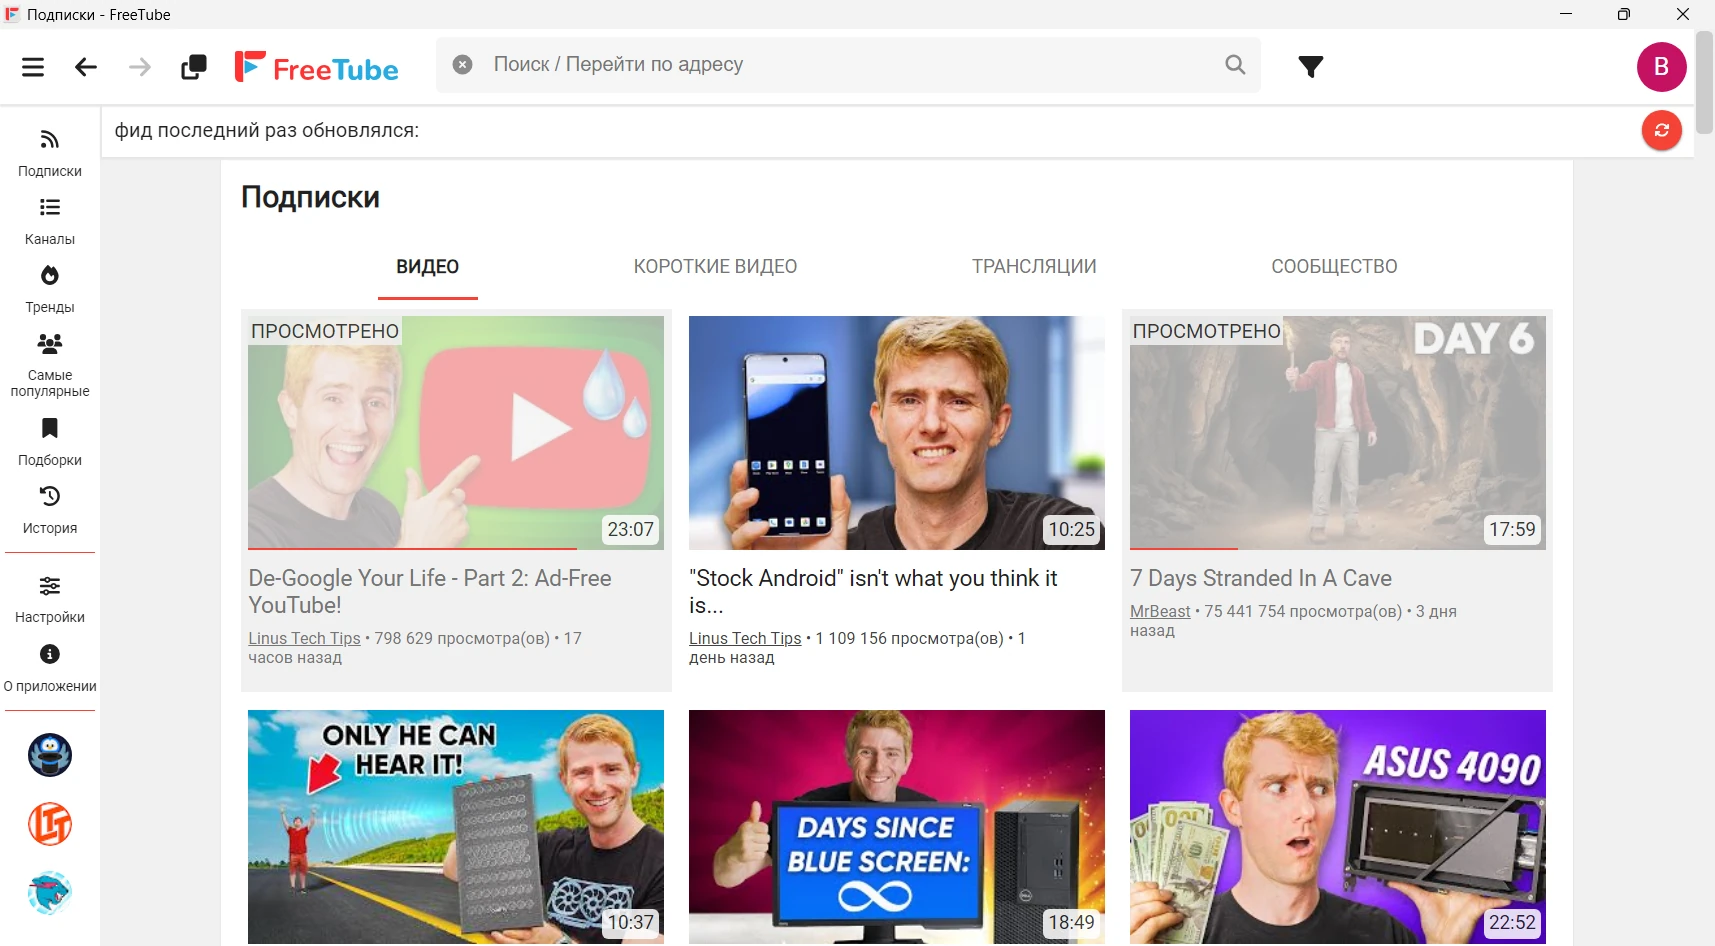 Подписки - FreeTube
FreeTube
Поиск / Перейти по адресу
B
фид последний раз обновлялся:
Подписки
Каналы
Тренды
Самые
популярные
Подборки
История
Настройки
О приложении
Подписки
ВИДЕО
КОРОТКИЕ ВИДЕО
ТРАНСЛЯЦИИ
СООБЩЕСТВО
ПРОСМОТРЕНО
23:07
De-Google Your Life - Part 2: Ad-Free
YouTube!
Linus Tech Tips • 798 629 просмотра(ов) • 17
часов назад
10:25
"Stock Android" isn't what you think it
is...
Linus Tech Tips • 1 109 156 просмотра(ов) • 1
день назад
ПРОСМОТРЕНО
DAY 6
17:59
7 Days Stranded In A Cave
MrBeast • 75 441 754 просмотра(ов) • 3 дня
назад
ONLY HE CAN
HEAR IT!
10:37
DAYS SINCE
BLUE SCREEN:
18:49
ASUS 4090
22:52